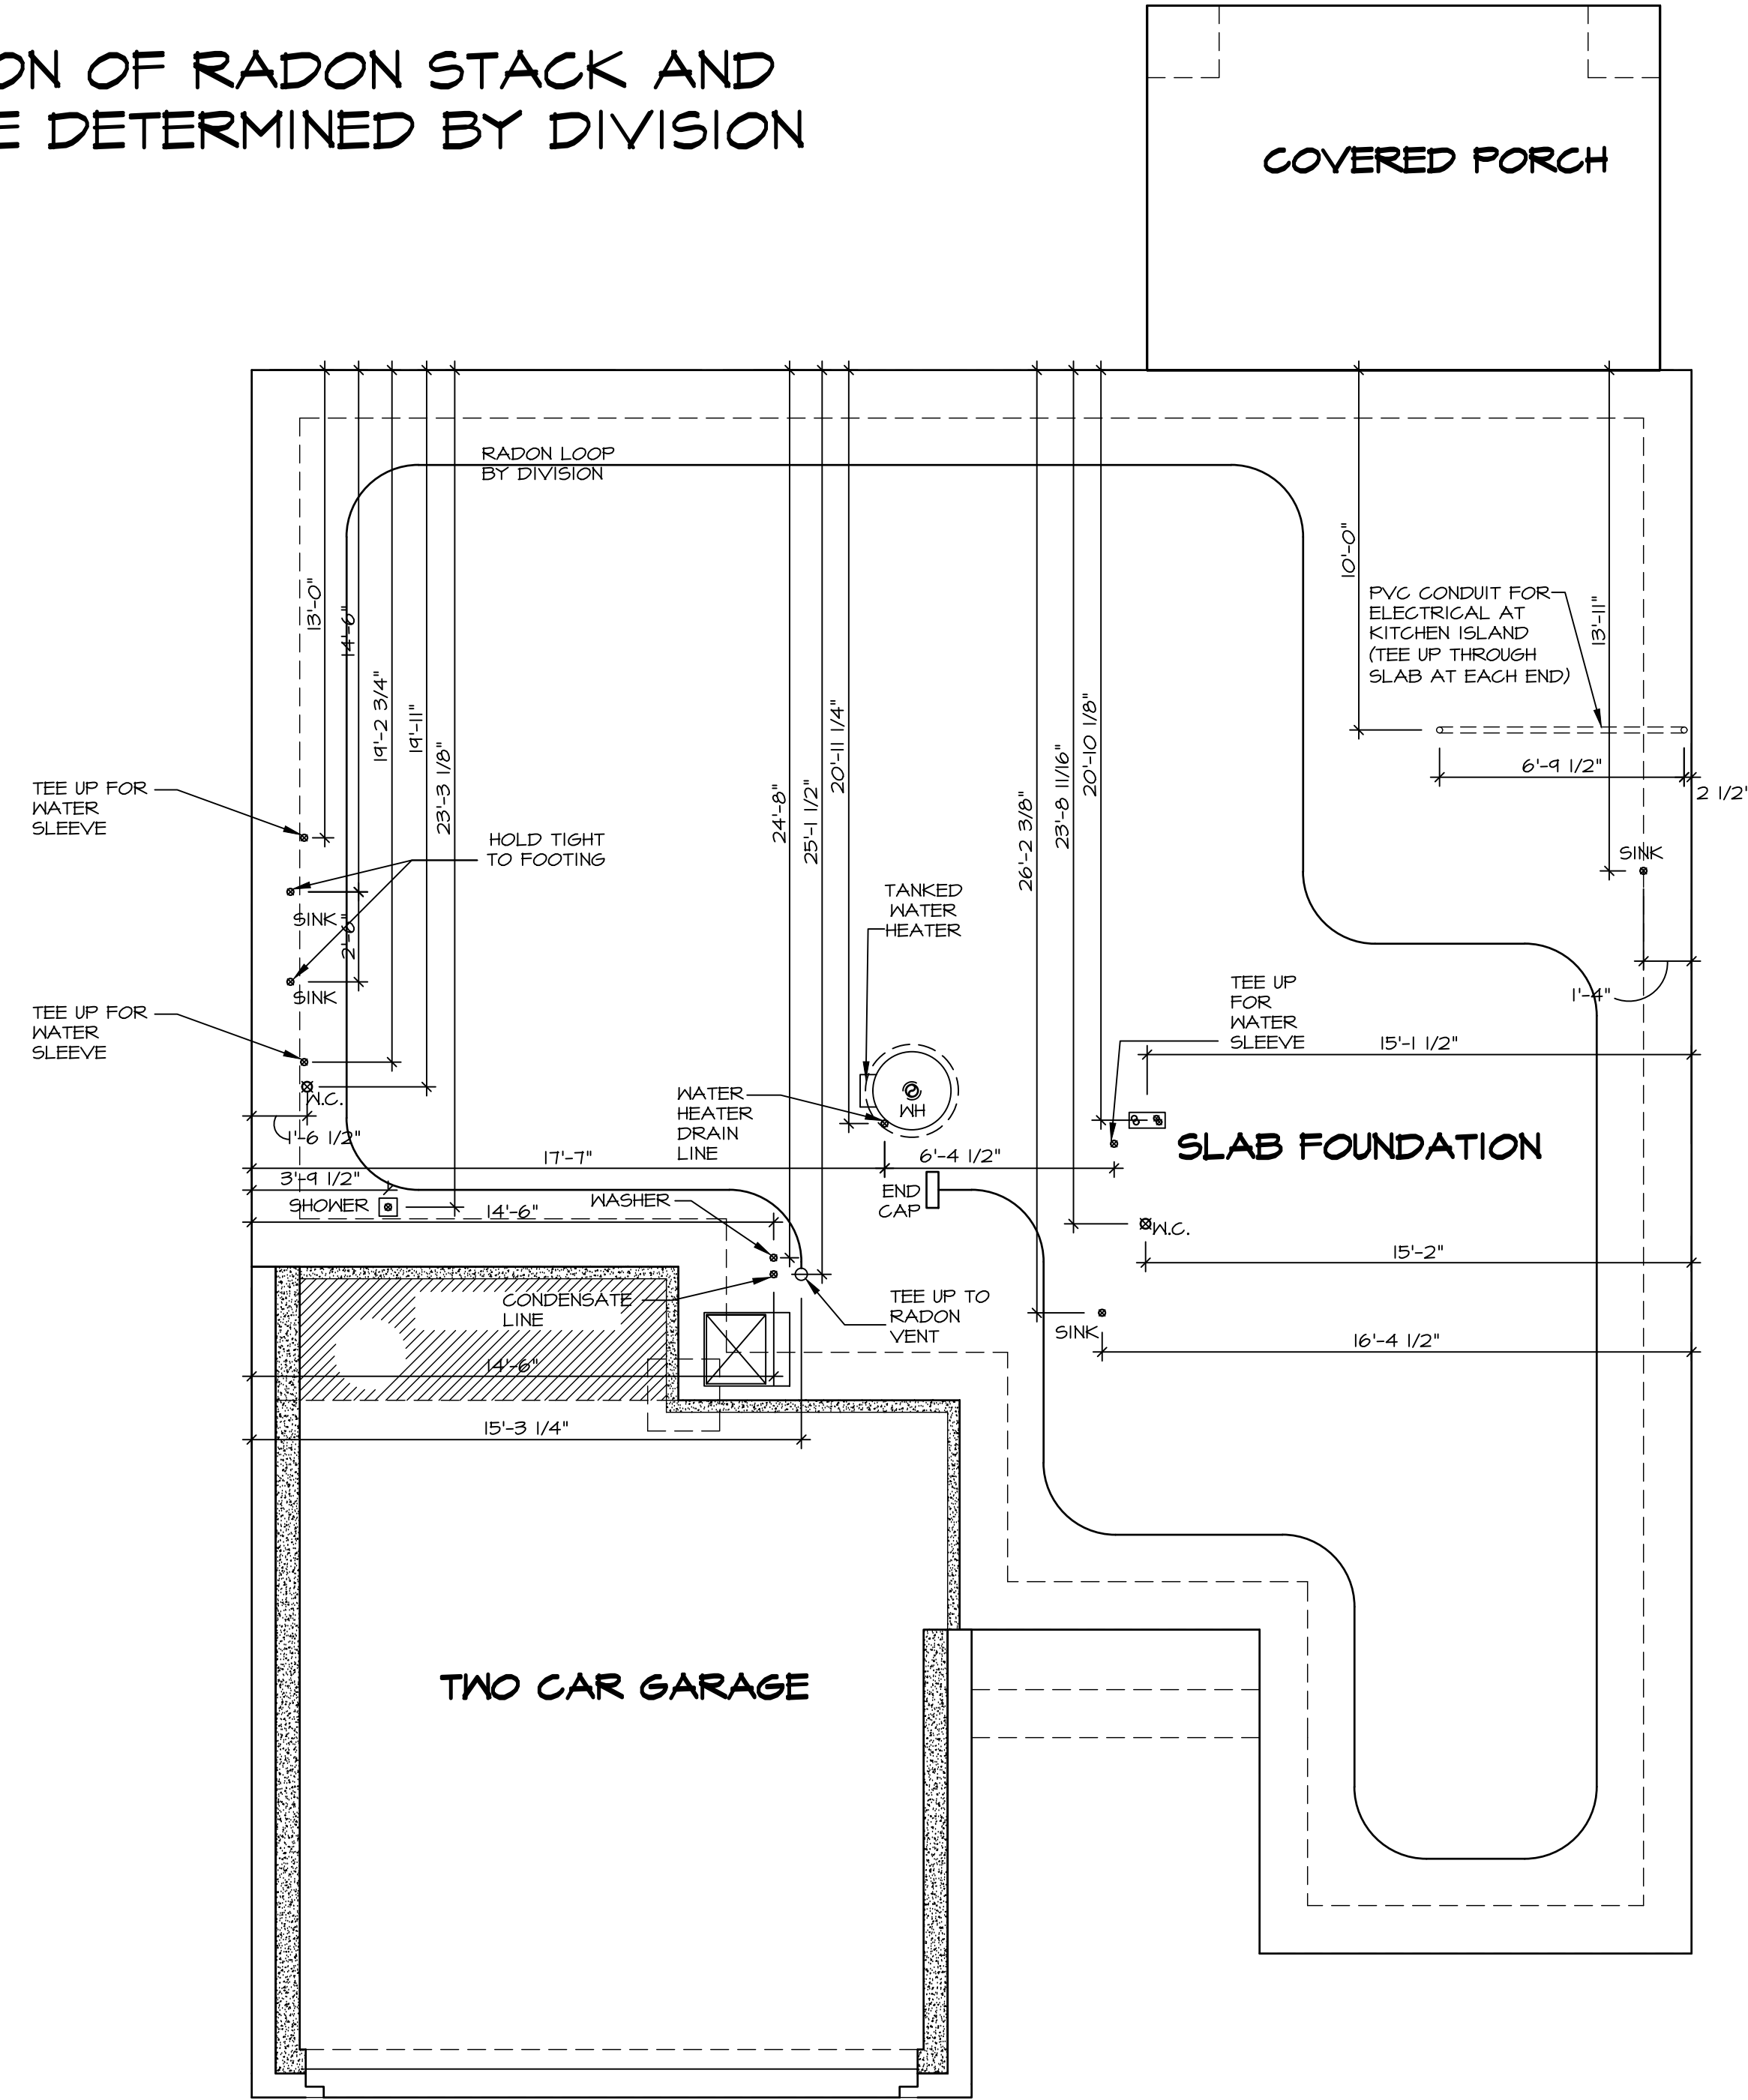 ON OF RADON STACK AND
E DETERMINED BY DIVISION
COVERED PORCH
RADON LOOP
BY DIVISION
13'-0"
14'-6"
19'-2 3/4"
19'-11"
23'-3 1/8"
24'-8"
25'-1 1/2"
20'-11 1/4"
26'-2 3/8"
23'-8 11/16"
20'-10 1/8"
10'-0"
13'-11"
PVC CONDUIT FOR
ELECTRICAL AT
KITCHEN ISLAND
(TEE UP THROUGH
SLAB AT EACH END)
6'-9 1/2"
2 1/2'
TEE UP FOR
WATER
SLEEVE
HOLD TIGHT
TO FOOTING
SINK
2'-6"
SINK
TANKED
WATER
HEATER
SINK
1'-4"
TEE UP
FOR
WATER
SLEEVE
15'-1 1/2"
TEE UP FOR
WATER
SLEEVE
W.C.
1'-6 1/2"
WATER
HEATER
DRAIN
LINE
WH
SLAB FOUNDATION
17'-7"
6'-4 1/2"
3'-9 1/2"
SHOWER
14'-6"
WASHER
END
CAP
W.C.
15'-2"
CONDENSATE
LINE
TEE UP TO
RADON
VENT
SINK
16'-4 1/2"
14'-6"
15'-3 1/4"
TWO CAR GARAGE